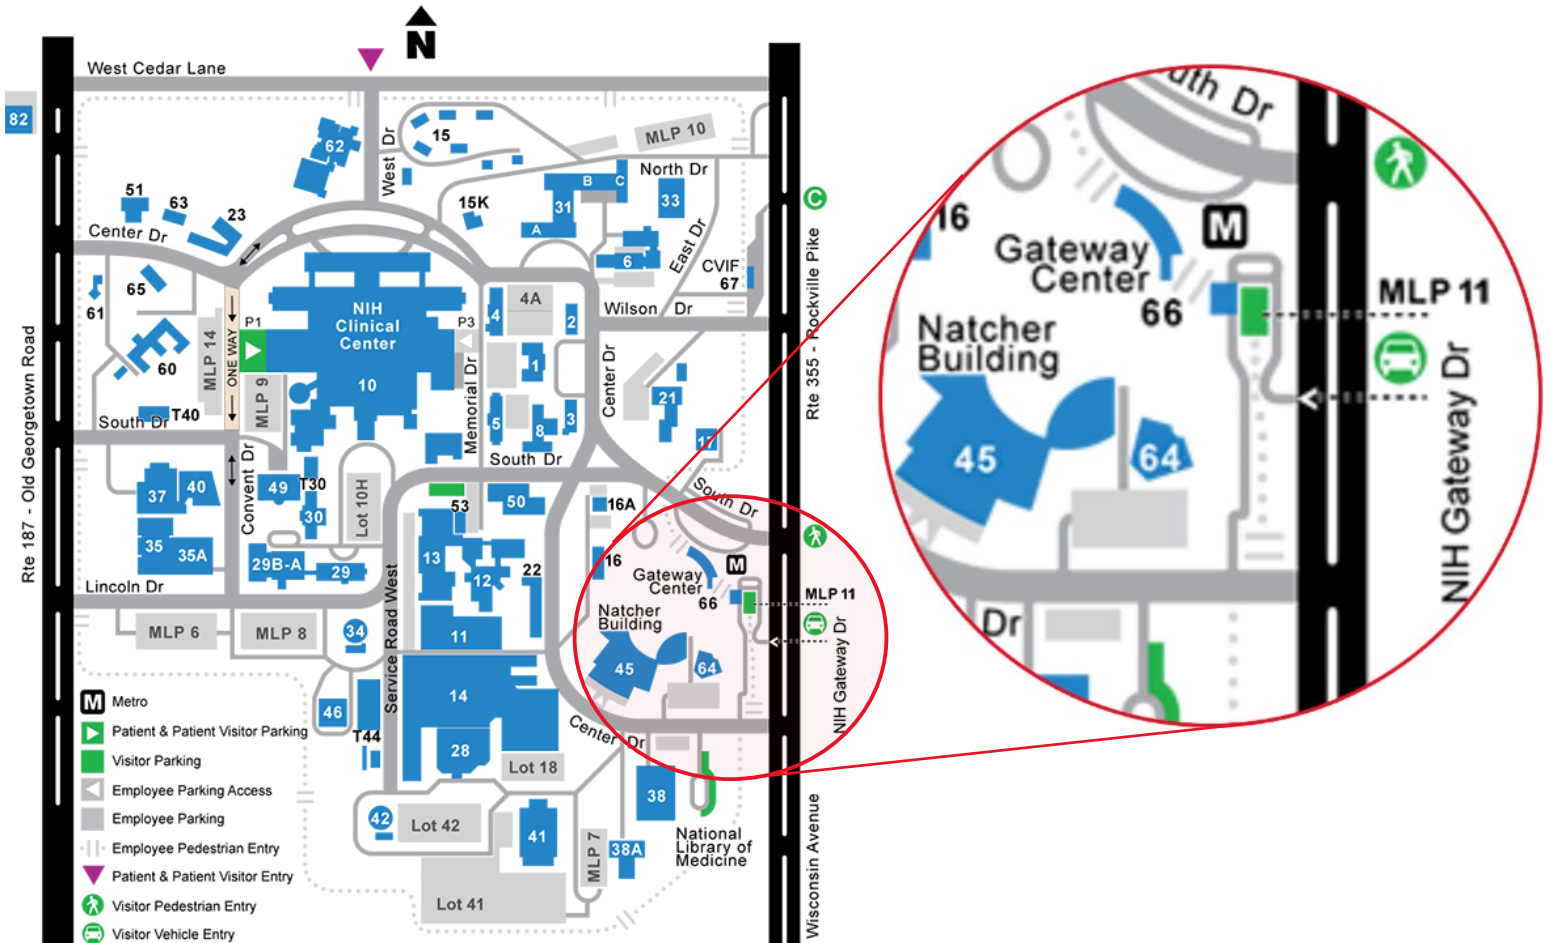 N
West Cedar Lane
82
62
West Dr
15
MLP 10
North Dr
B
C
51
63
23
15K
31
33
A
Center Dr
6
East Dr
CVIF
67
65
61
4A
Wilson Dr
NIH
Clinical
Center
4
2
P1
P3
MLP 14
ONE WAY
60
10
MLP 9
Memorial Dr
1
Center Dr
21
T40
South Dr
5
8
3
17
South Dr
Convent Dr
37
40
49
T30
30
Lot 10H
53
50
16A
South Dr
35
35A
29B-A
29
13
12
22
16
Gateway
Center
M
66
MLP 11
Lincoln Dr
MLP 6
MLP 8
34
Service Road West
11
Natcher
Building
45
64
NIH Gateway Dr
14
46
T44
28
Lot 18
Center Dr
38
42
Lot 42
41
MLP 7
38A
National
Library of
Medicine
Lot 41
Rte 187 - Old Georgetown Road
C
Rte 355 - Rockville Pike
Wisconsin Avenue
M Metro
Patient & Patient Visitor Parking
Visitor Parking
Employee Parking Access
Employee Parking
Employee Pedestrian Entry
Patient & Patient Visitor Entry
Visitor Pedestrian Entry
Visitor Vehicle Entry
uth Dr
16
M
Gateway
Center
66
MLP 11
Natcher
Building
45
64
NIH Gateway Dr
Dr